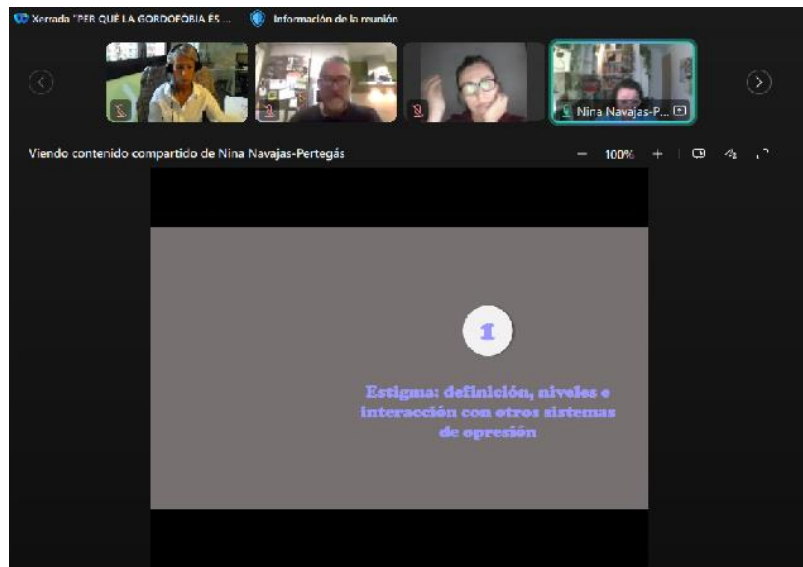 Xerrada "PER QUÈ LA GORDOFÒBIA ÉS ...
Información de la reunión
Nina Navajas-P...
Viendo contenido compartido de Nina Navajas-Pertegás
100%
1
Estigma: definición, niveles e
interacción con otros sistemas
de opresión